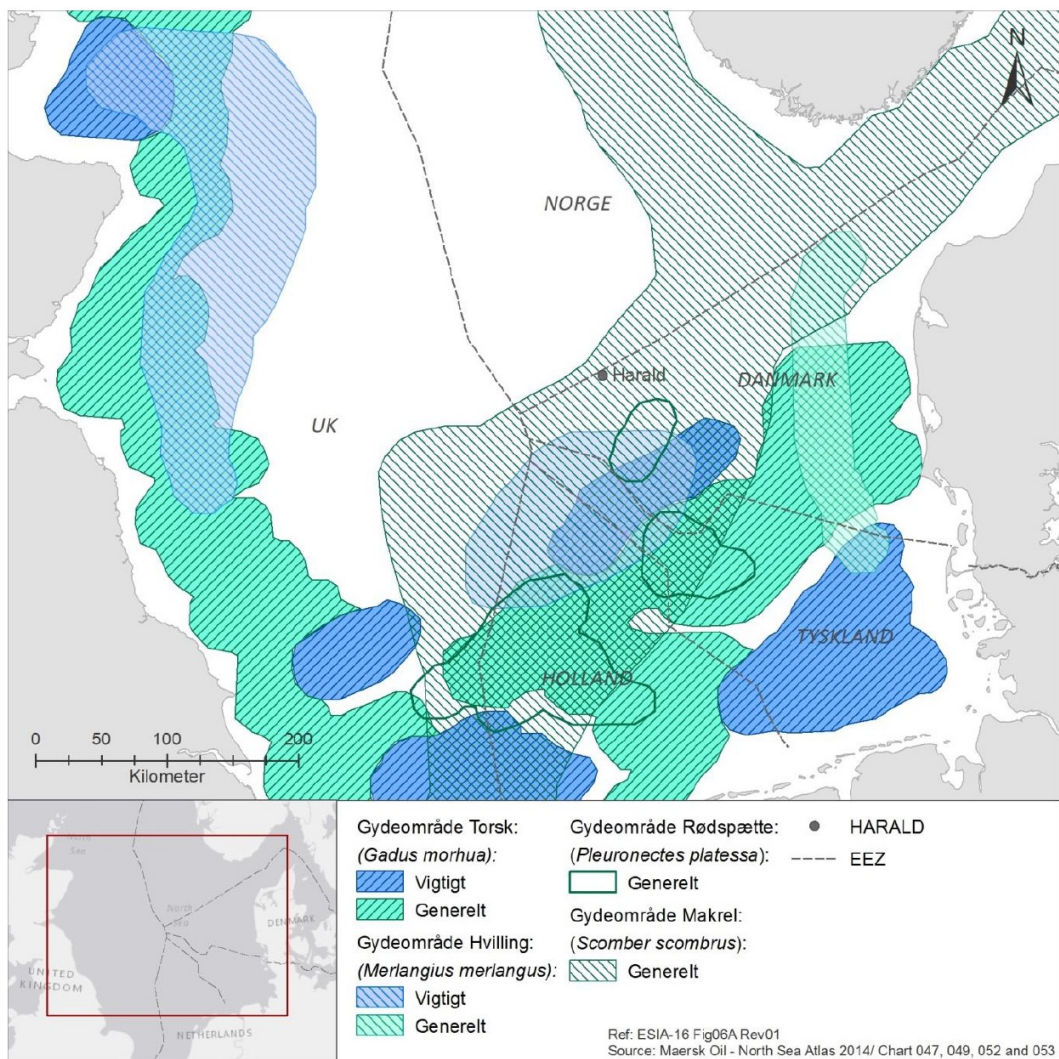 N
NORGE
Harald
DANMARK
UK
TYSKLAND
HOLLAND
0 50 100 200
Kilometer
North
Sea
North
Sea
DENMARK
UNITED
KINGDOM
NETHERLANDS
Gydeområde Torsk:
(Gadus morhua):
Vigtigt
Generelt
Gydeområde Hvilling:
(Merlangius merlangus):
Vigtigt
Generelt
Gydeområde Rødspætte:
(Pleuronectes platessa):
Generelt
Gydeområde Makrel:
(Scomber scombrus):
Generelt
HARALD
EEZ
Ref: ESIA-16 Fig06A Rev01
Source: Maersk Oil - North Sea Atlas 2014/ Chart 047, 049, 052 and 053